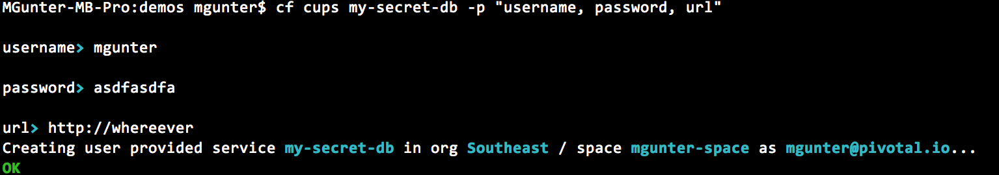 MGunter-MB-Pro:demos mgunter$ cf cups my-secret-db -p "username, password, url"
username> mgunter
password> asdfasdfa
url> http://whereever
Creating user provided service my-secret-db in org Southeast / space mgunter-space as mgunter@pivotal.io...
OK